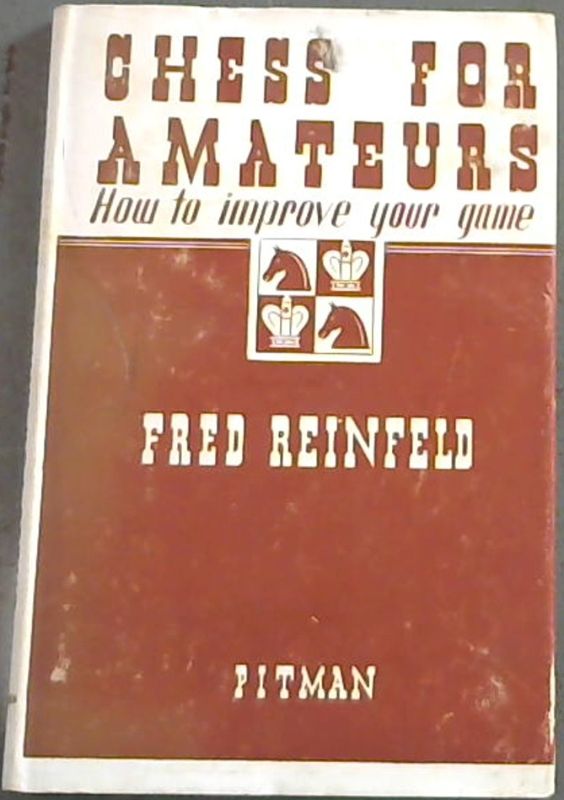 CHESS FOR
AMATEURS
How to improve your game
FRED REINFELD
PITMAN